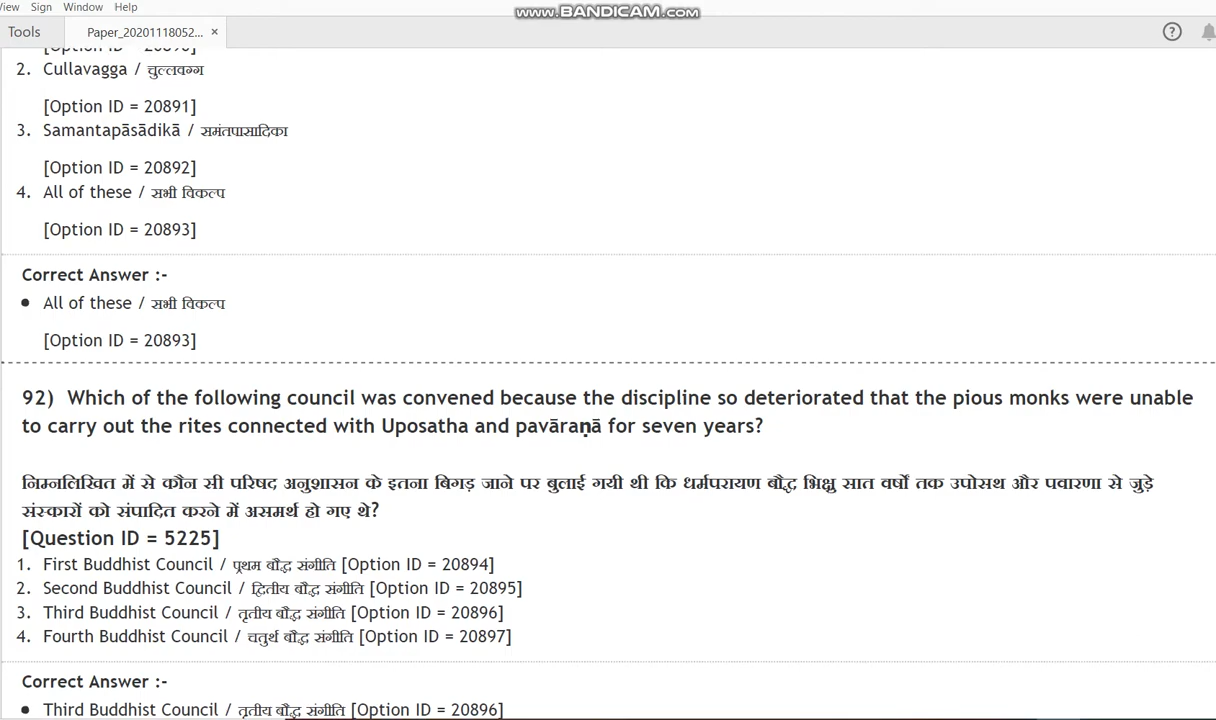 View Sign Window Help
www.BANDICAM.com
Tools Paper_20201118052... ×
[Option ID = 20890]
2. Cullavagga / चुल्लवग्ग
[Option ID = 20891]
3. Samantapāsādikā / समंतपासादिका
[Option ID = 20892]
4. All of these / सभी विकल्प
[Option ID = 20893]
Correct Answer :-
• All of these / सभी विकल्प
[Option ID = 20893]
92) Which of the following council was convened because the discipline so deteriorated that the pious monks were unable
to carry out the rites connected with Uposatha and pavāraṇā for seven years?
निम्नलिखित में से कौन सी परिषद अनुशासन के इतना बिगड़ जाने पर बुलाई गयी थी कि धर्मपरायण बौद्ध भिक्षु सात वर्षों तक उपोसथ और पवारणा से जुड़े
संस्कारों को संपादित करने में असमर्थ हो गए थे?
[Question ID = 5225]
1. First Buddhist Council / प्रथम बौद्ध संगीति [Option ID = 20894]
2. Second Buddhist Council / द्वितीय बौद्ध संगीति [Option ID = 20895]
3. Third Buddhist Council / तृतीय बौद्ध संगीति [Option ID = 20896]
4. Fourth Buddhist Council / चतुर्थ बौद्ध संगीति [Option ID = 20897]
Correct Answer :-
• Third Buddhist Council / तृतीय बौद्ध संगीति [Option ID = 20896]